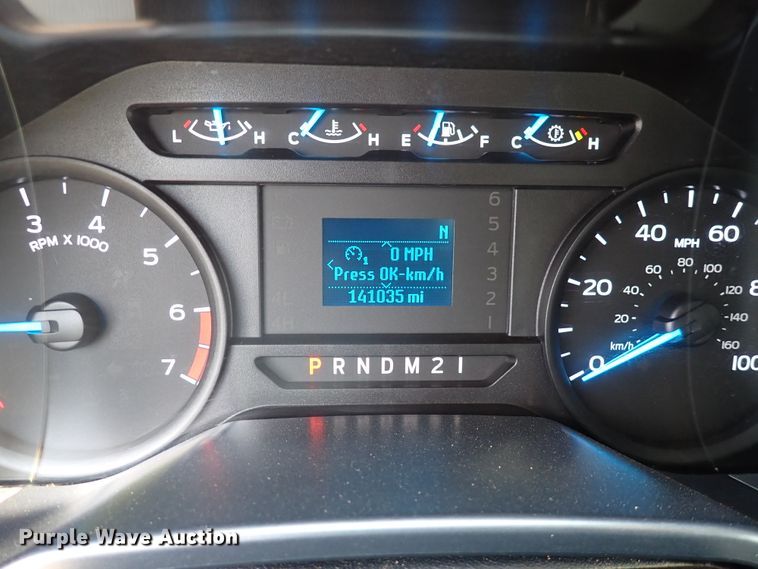 L H C H E F C H
6
5
4
3
2
1
N
0 MPH
1
Press OK-km/h
141035 mi
3 4 5 6 7
RPM X 1000
0 20 40 60 8 100
MPH
20 40 60 80 100 120 140 160
km/h
P R N D M 2 1
Purple Wave Auction